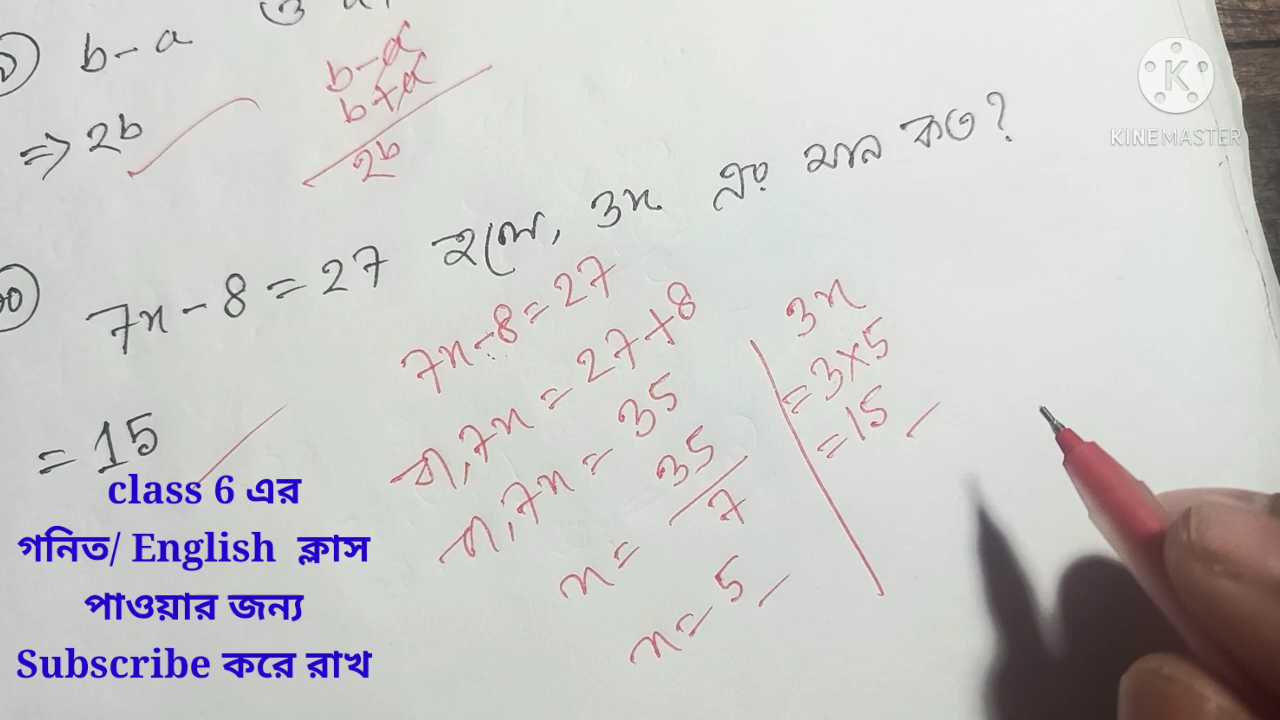 b - a ও
b - a
b + a
2b
⇒ 2b
7x - 8 = 27 হলে, 3x এর মান কত?
7x - 8 = 27
বা, 7x = 27 + 8
বা, 7x = 35
x = 35/7
x = 5
3x
= 3 × 5
= 15
= 15
class 6 এর
গনিত/ English ক্লাস
পাওয়ার জন্য
Subscribe করে রাখ
K
KINEMASTER